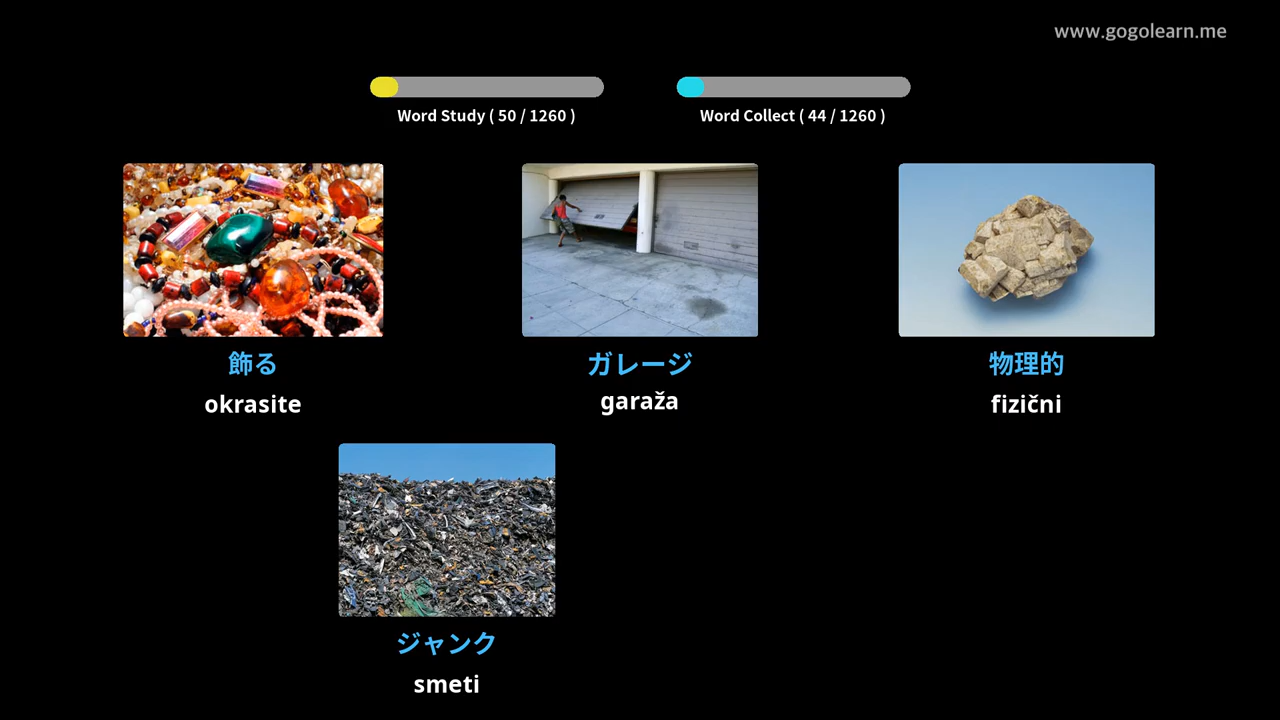 www.gogolearn.me
Word Study ( 50 / 1260 )
Word Collect ( 44 / 1260 )
飾る
okrasite
ガレージ
garaža
物理的
fizični
ジャンク
smeti